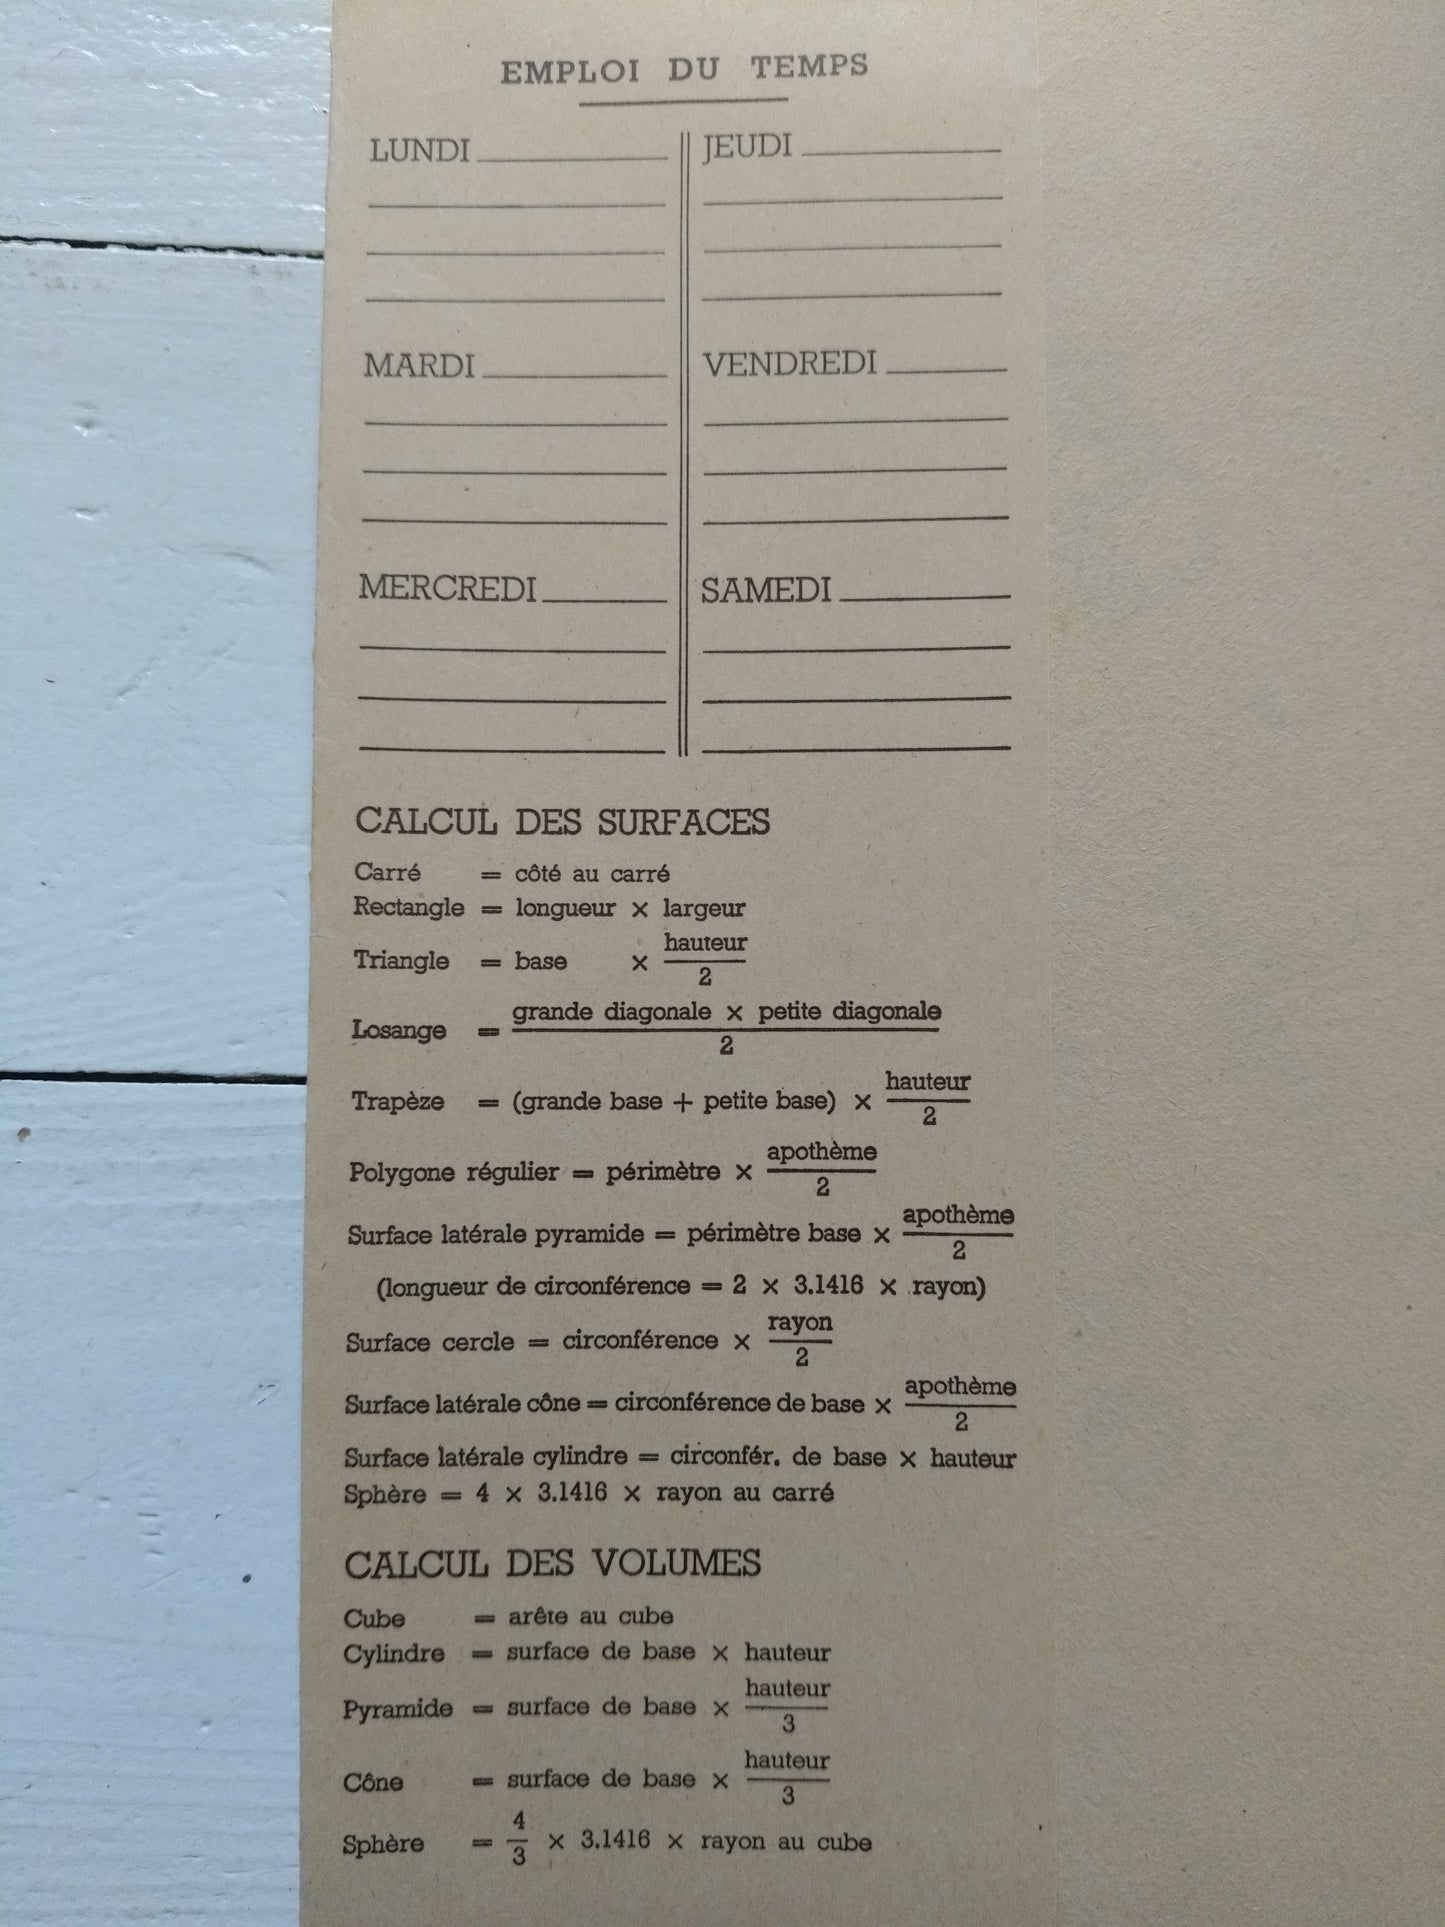 EMPLOI DU TEMPS
LUNDI
MARDI
MERCREDI
JEUDI
VENDREDI
SAMEDI
CALCUL DES SURFACES
Carré = côté au carré
Rectangle = longueur × largeur
Triangle = base × hauteur/2
Losange = grande diagonale × petite diagonale/2
Trapèze = (grande base + petite base) × hauteur/2
Polygone régulier = périmètre × apothème/2
Surface latérale pyramide = périmètre base × apothème/2
(longueur de circonférence = 2 × 3.1416 × rayon)
Surface cercle = circonférence × rayon/2
Surface latérale cône = circonférence de base × apothème/2
Surface latérale cylindre = circonfér. de base × hauteur
Sphère = 4 × 3.1416 × rayon au carré
CALCUL DES VOLUMES
Cube = arête au cube
Cylindre = surface de base × hauteur
Pyramide = surface de base × hauteur/3
Cône = surface de base × hauteur/3
Sphère = 4/3 × 3.1416 × rayon au cube